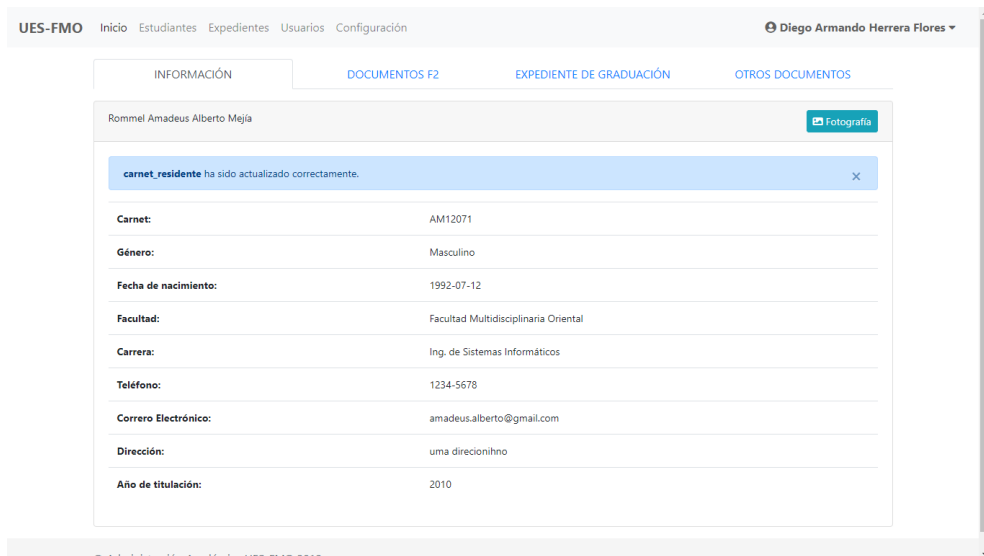 UES-FMO Inicio Estudiantes Expedientes Usuarios Configuración Diego Armando Herrera Flores
INFORMACIÓN DOCUMENTOS F2 EXPEDIENTE DE GRADUACIÓN OTROS DOCUMENTOS
Rommel Amadeus Alberto Mejía Fotografía
carnet_residente ha sido actualizado correctamente. ×
Carnet: AM12071
Género: Masculino
Fecha de nacimiento: 1992-07-12
Facultad: Facultad Multidisciplinaria Oriental
Carrera: Ing. de Sistemas Informáticos
Teléfono: 1234-5678
Correro Electrónico: amadeus.alberto@gmail.com
Dirección: uma direcionihno
Año de titulación: 2010